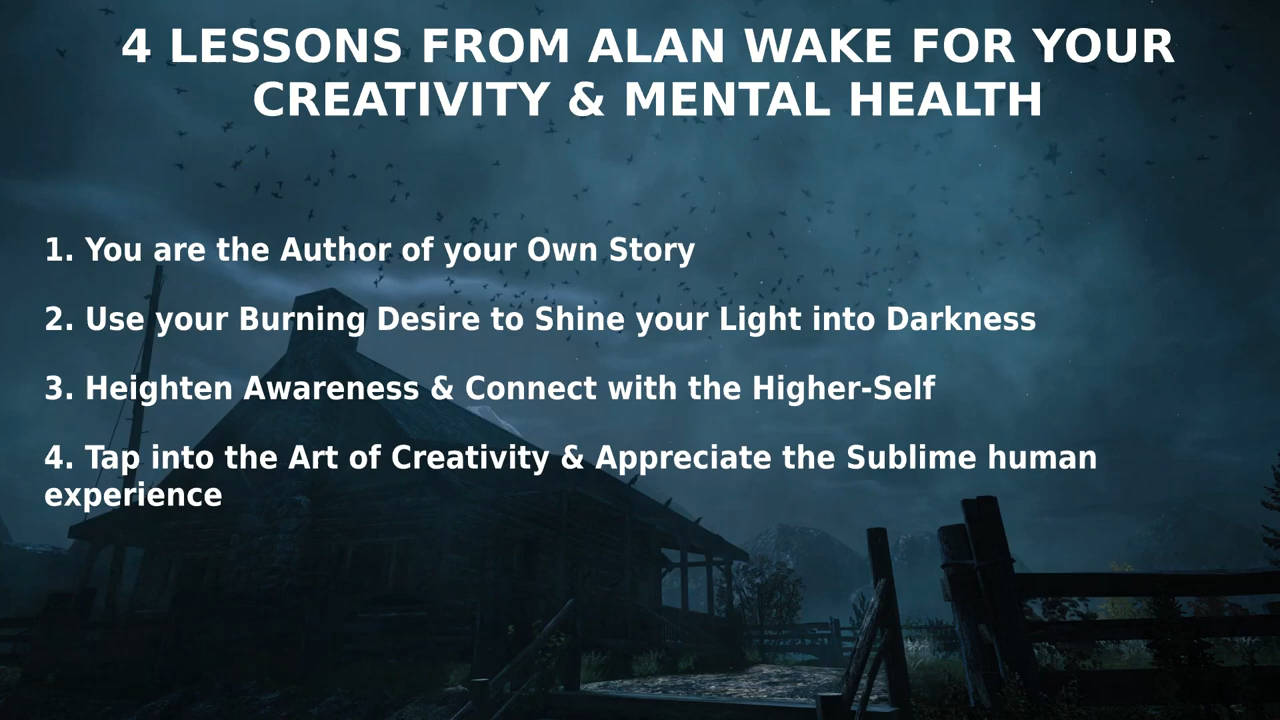 4 LESSONS FROM ALAN WAKE FOR YOUR
CREATIVITY & MENTAL HEALTH
1. You are the Author of your Own Story
2. Use your Burning Desire to Shine your Light into Darkness
3. Heighten Awareness & Connect with the Higher-Self
4. Tap into the Art of Creativity & Appreciate the Sublime human
experience